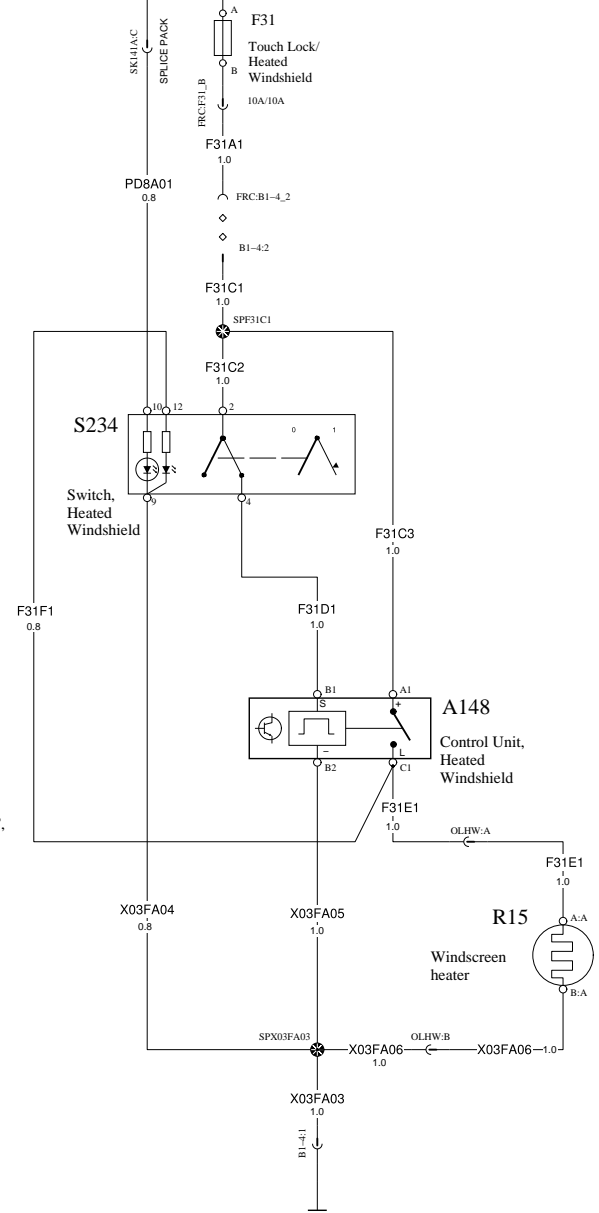 A
F31
Touch Lock/
Heated
Windshield
B
10A/10A
SK141A:C
SPLICE PACK
FRC:F31_B
F31A1
1.0
PD8A01
0.8
FRC:B1-4_2
B1-4:2
F31C1
1.0
SPF31C1
F31C2
1.0
S234
10
12
2
0
1
Switch,
Heated
Windshield
9
4
F31C3
1.0
F31F1
0.8
F31D1
1.0
B1
A1
S
+
A148
Control Unit,
Heated
Windshield
–
L
B2
C1
F31E1
1.0
OLHW:A
F31E1
1.0
X03FA04
0.8
X03FA05
1.0
R15
A:A
Windscreen
heater
B:A
SPX03FA03
X03FA06
1.0
OLHW:B
X03FA06
1.0
X03FA03
1.0
B1-4:1